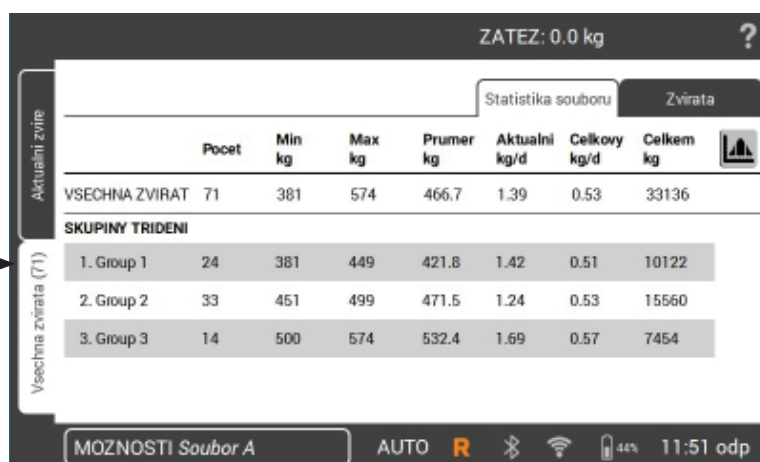 ZATEZ: 0.0 kg ?
Aktualni zvire
Vsechna zvirata (71)
Statistika souboru Zvirata
Pocet Min kg Max kg Prumer kg Aktualni kg/d Celkovy kg/d Celkem kg
VSECHNA ZVIRAT 71 381 574 466.7 1.39 0.53 33136
SKUPINY TRIDENI
1. Group 1 24 381 449 421.8 1.42 0.51 10122
2. Group 2 33 451 499 471.5 1.24 0.53 15560
3. Group 3 14 500 574 532.4 1.69 0.57 7454
MOZNOSTI Soubor A AUTO R 44% 11:51 odp